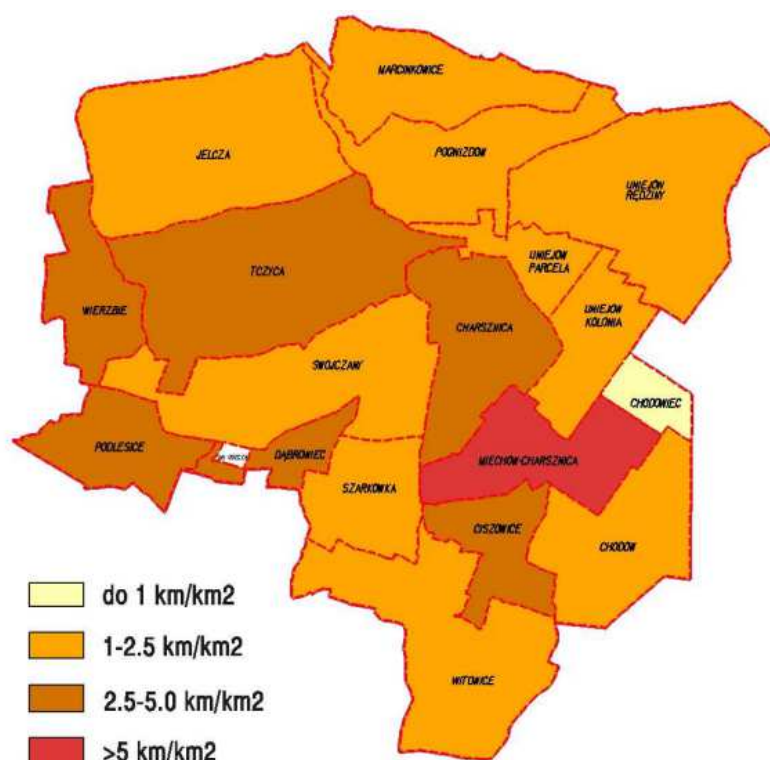 MARCINKOWICE
JELCZA
POGWIZDÓW
UNIEJÓW
RĘDZINY
TCZYCA
UNIEJÓW
PARCELA
WIERZBIE
CHARSZNICA
UNIEJÓW
KOLONIA
SWOJCZANY
CHODOWIEC
PODLESICE
DĄBROWIEC
MIECHÓW-CHARSZNICA
SZARKÓWKA
CISZOWICE
CHODÓW
WITOWICE
do 1 km/km2
1-2.5 km/km2
2.5-5.0 km/km2
>5 km/km2